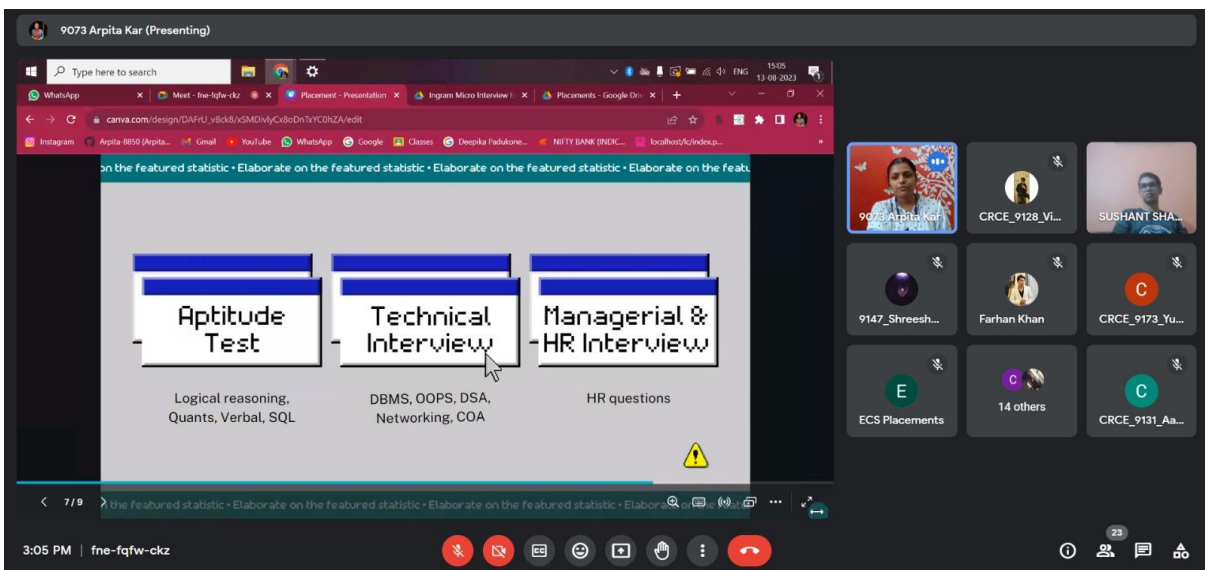 9073 Arpita Kar (Presenting)
Type here to search
ENG
15:05
13-08-2023
WhatsApp
Meet - fne-fqfw-ckz
Placement - Presentation
Ingram Micro Interview
Placements - Google Driv
canva.com/design/DAFrU_vBck8/xSMDivlyCx8oDnTxYC0hZA/edit
Instagram
Arpita-8850 (Arpita...
Gmail
YouTube
WhatsApp
Google
Classes
Deepika Padukone...
NIFTY BANK (INDIC...
localhost/lc/index.p...
on the featured statistic • Elaborate on the featured statistic • Elaborate on the featured statistic • Elaborate on the featu
Aptitude
Test
Technical
Interview
Managerial &
HR Interview
Logical reasoning,
Quants, Verbal, SQL
DBMS, OOPS, DSA,
Networking, COA
HR questions
7/9
the featured statistic • Elaborate on the featured statistic • Elaborate on the featured statistic
9073 Arpita Kar
CRCE_9128_Vi...
SUSHANT SHA...
9147_Shreesh...
Farhan Khan
C
CRCE_9173_Yu...
E
ECS Placements
C
14 others
C
CRCE_9131_Aa...
3:05 PM | fne-fqfw-ckz
23